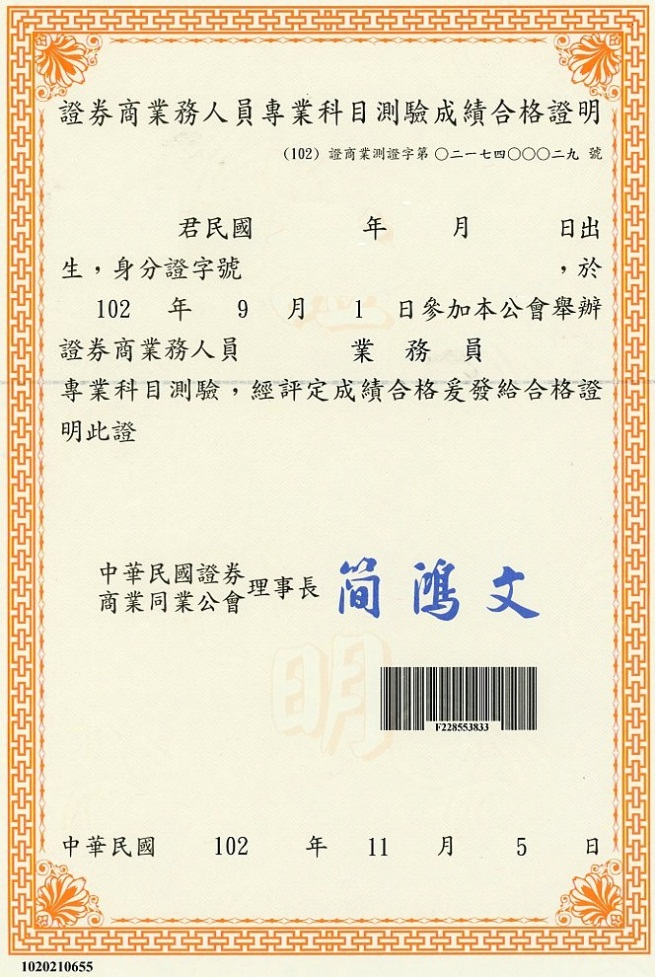 證券商業務人員專業科目測驗成績合格證明
(102) 證商業測證字第 〇二一七四〇〇〇二九 號
君民國 年 月 日出
生，身分證字號 ，於
102 年 9 月 1 日參加本公會舉辦
證券商業務人員 業務員
專業科目測驗，經評定成績合格爰發給合格證
明此證
中華民國證券
商業同業公會
理事長 簡鴻文
F228553833
明
中華民國 102 年 11 月 5 日
1020210655